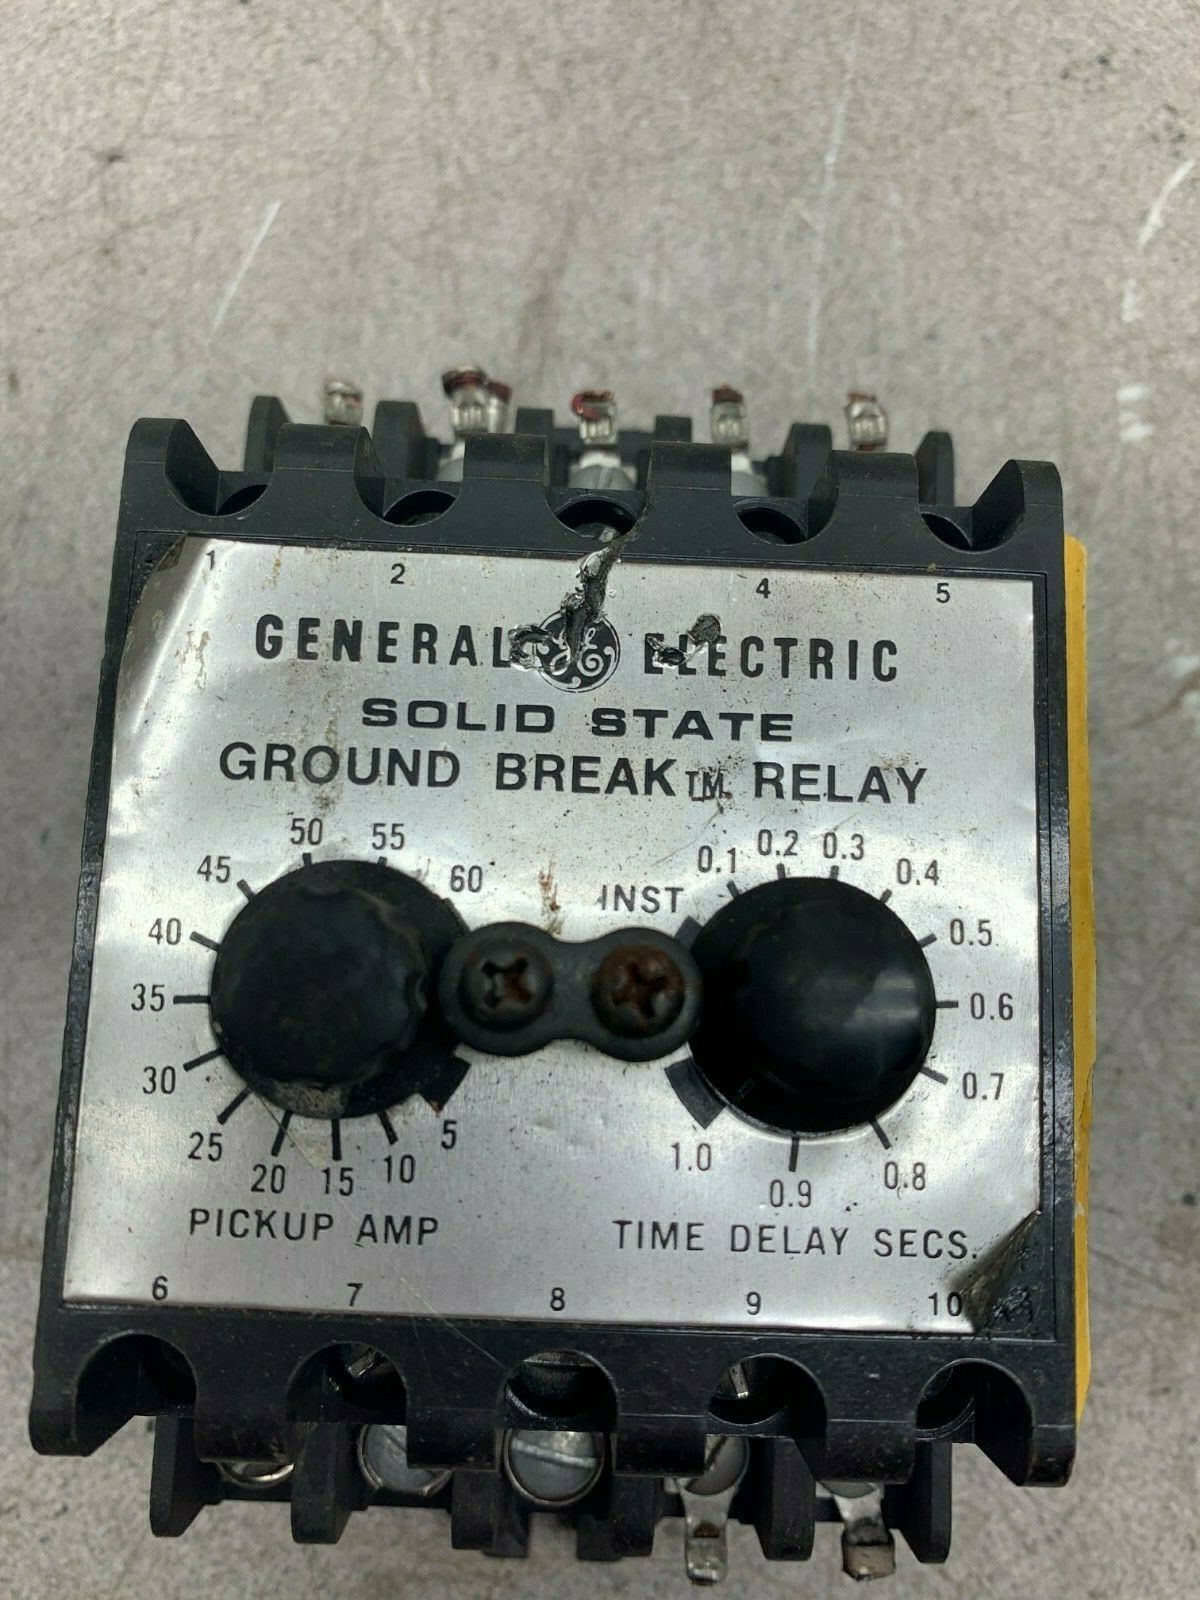 1 2 4 5
GENERAL GE ELECTRIC
SOLID STATE
GROUND BREAK TM. RELAY
50 55
45 60
40
35
30
25
20 15 10 5
PICKUP AMP
INST 0.1 0.2 0.3 0.4
0.5
0.6
0.7
0.8
0.9
1.0
TIME DELAY SECS.
6 7 8 9 10